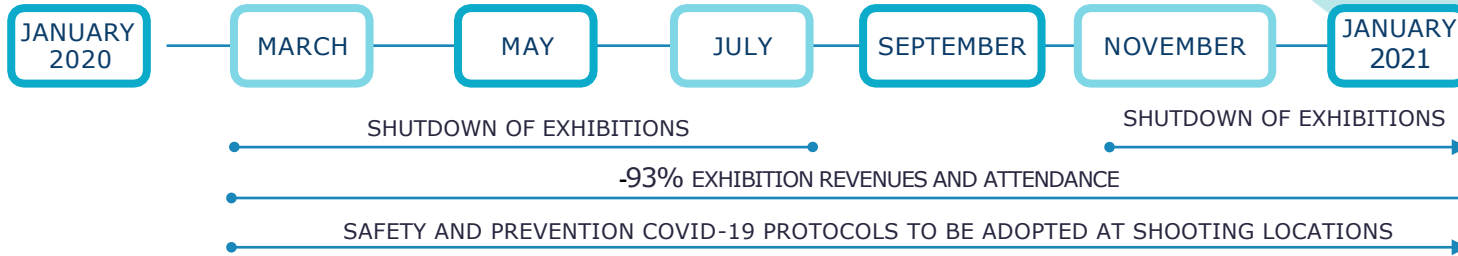 JANUARY
2020
MARCH
MAY
JULY
SEPTEMBER
NOVEMBER
JANUARY
2021
SHUTDOWN OF EXHIBITIONS
SHUTDOWN OF EXHIBITIONS
-93% EXHIBITION REVENUES AND ATTENDANCE
SAFETY AND PREVENTION COVID-19 PROTOCOLS TO BE ADOPTED AT SHOOTING LOCATIONS